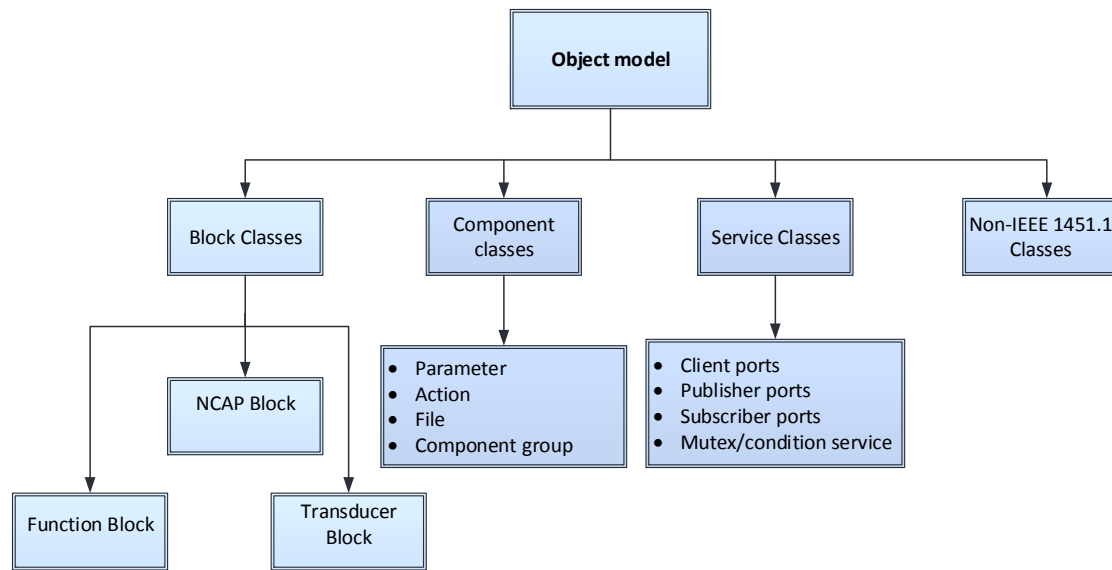 Object model
Block Classes
Component
classes
Service Classes
Non-IEEE 1451.1
Classes
NCAP Block
Function Block
Transducer
Block
• Parameter
• Action
• File
• Component group
• Client ports
• Publisher ports
• Subscriber ports
• Mutex/condition service